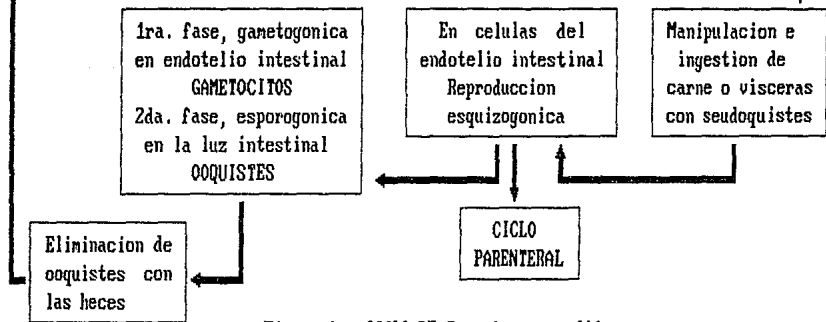 1ra. fase, gametogonica
en endotelio intestinal
GAMETOCITOS
2da. fase, esporogonica
en la luz intestinal
OOQUISTES
En celulas del
endotelio intestinal
Reproduccion
esquizogonica
Manipulacion e
ingestion de
carne o visceras
con seudoquistes
CICLO
PARENTERAL
Eliminacion de
ooquistes con
las heces